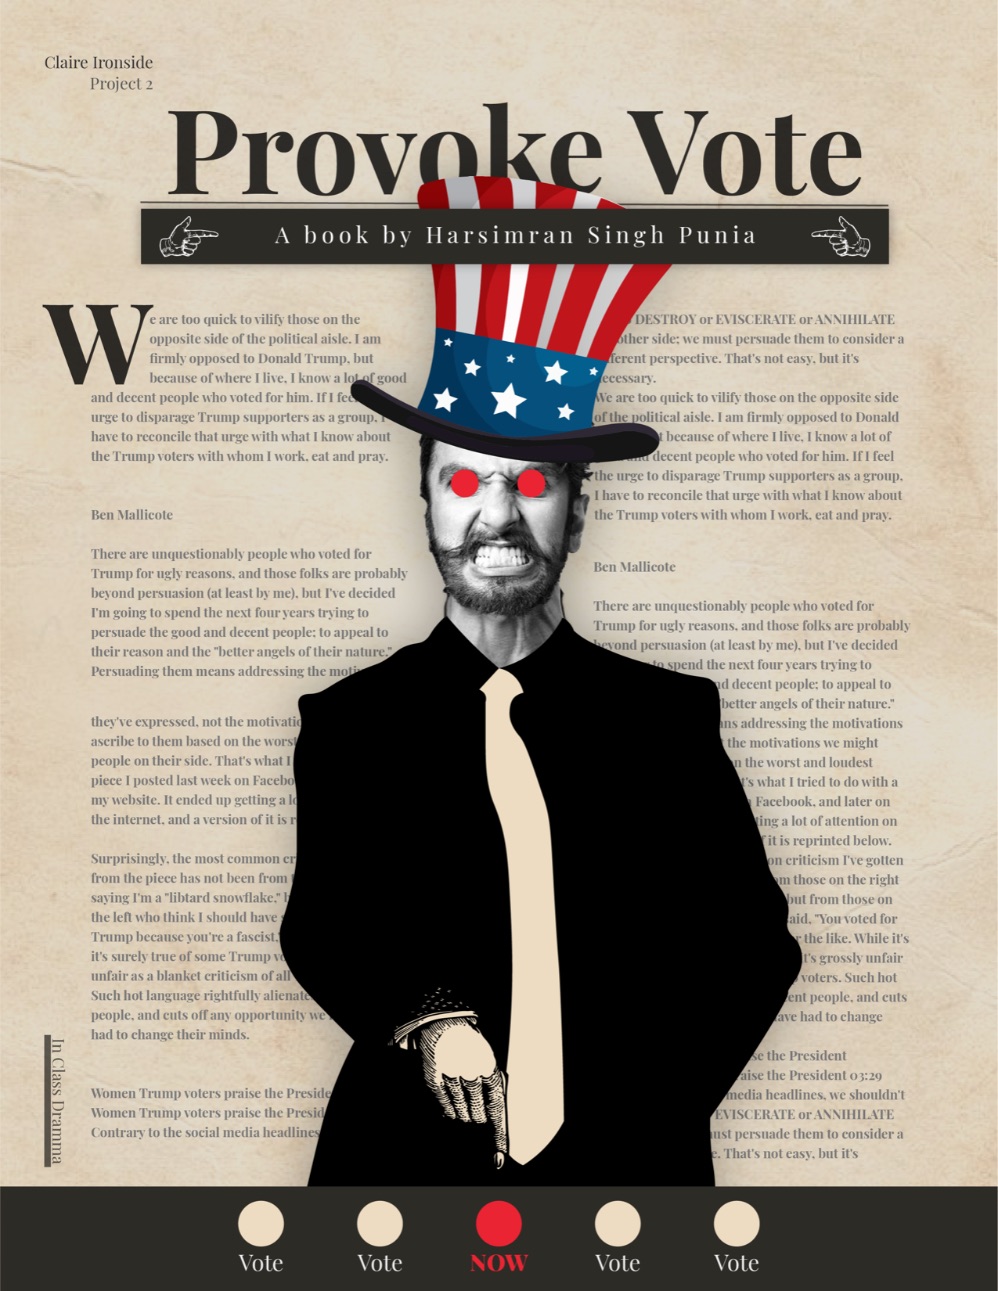 Claire Ironside
Project 2
Provoke Vote
A book by Harsimran Singh Punia
We are too quick to vilify those on the
opposite side of the political aisle. I am
firmly opposed to Donald Trump, but
because of where I live, I know a lot of good
and decent people who voted for him. If I feel
urge to disparage Trump supporters as a group, I
have to reconcile that urge with what I know about
the Trump voters with whom I work, eat and pray.
Ben Mallicote
There are unquestionably people who voted for
Trump for ugly reasons, and those folks are probably
beyond persuasion (at least by me), but I've decided
I'm going to spend the next four years trying to
persuade the good and decent people; to appeal to
their reason and the "better angels of their nature."
Persuading them means addressing the
they've expressed, not the
ascribe to them based on the worst
people on their side. That's what I
piece I posted last week on
my website. It ended up getting a
the internet, and a version of it is
Surprisingly, the most common
from the piece has not been from
saying I'm a "libtard snowflake,"
the left who think I should have
Trump because you're a fascist,"
it's surely true of some Trump
unfair as a blanket criticism of all
Such hot language rightfully
people, and cuts off any opportunity we
had to change their minds.
Women Trump voters praise the
Women Trump voters praise the
Contrary to the social media headlines
DESTROY or EVISCERATE or ANNIHILATE
other side; we must persuade them to consider a
perspective. That's not easy, but it's
We are too quick to vilify those on the opposite side
of the political aisle. I am firmly opposed to Donald
because of where I live, I know a lot of
decent people who voted for him. If I feel
the urge to disparage Trump supporters as a group,
I have to reconcile that urge with what I know about
the Trump voters with whom I work, eat and pray.
Ben Mallicote
There are unquestionably people who voted for
Trump for ugly reasons, and those folks are probably
beyond persuasion (at least by me), but I've decided
to spend the next four years trying to
decent people; to appeal to
"better angels of their nature."
addressing the motivations
the motivations we might
the worst and loudest
what I tried to do with a
Facebook, and later on
a lot of attention on
it is reprinted below.
criticism I've gotten
those on the right
but from those on
said, "You voted for
the like. While it's
grossly unfair
voters. Such hot
people, and cuts
have had to change
the President
praise the President 03:29
media headlines, we shouldn't
EVISCERATE or ANNIHILATE
must persuade them to consider a
That's not easy, but it's
In Class Dramma
Vote
Vote
NOW
Vote
Vote